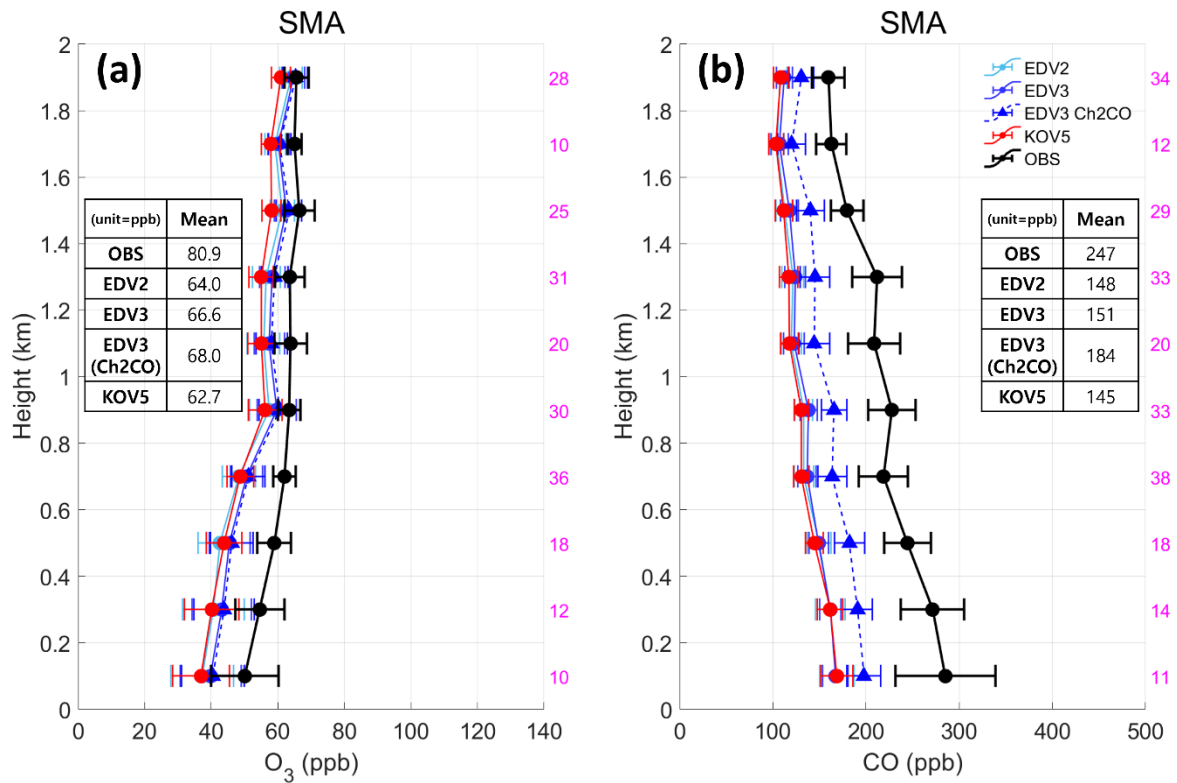 SMA
(a)
2
1.8
1.6
1.4
1.2
1
0.8
0.6
0.4
0.2
0
Height (km)
0 20 40 60 80 100 120 140
O3 (ppb)
28
10
25
31
20
30
36
18
12
10
(unit=ppb) Mean
OBS 80.9
EDV2 64.0
EDV3 66.6
EDV3
(Ch2CO) 68.0
KOV5 62.7
SMA
(b)
2
1.8
1.6
1.4
1.2
1
0.8
0.6
0.4
0.2
0
Height (km)
0 100 200 300 400 500
CO (ppb)
EDV2
EDV3
EDV3 Ch2CO
KOV5
OBS
34
12
29
33
20
33
38
18
14
11
(unit=ppb) Mean
OBS 247
EDV2 148
EDV3 151
EDV3
(Ch2CO) 184
KOV5 145